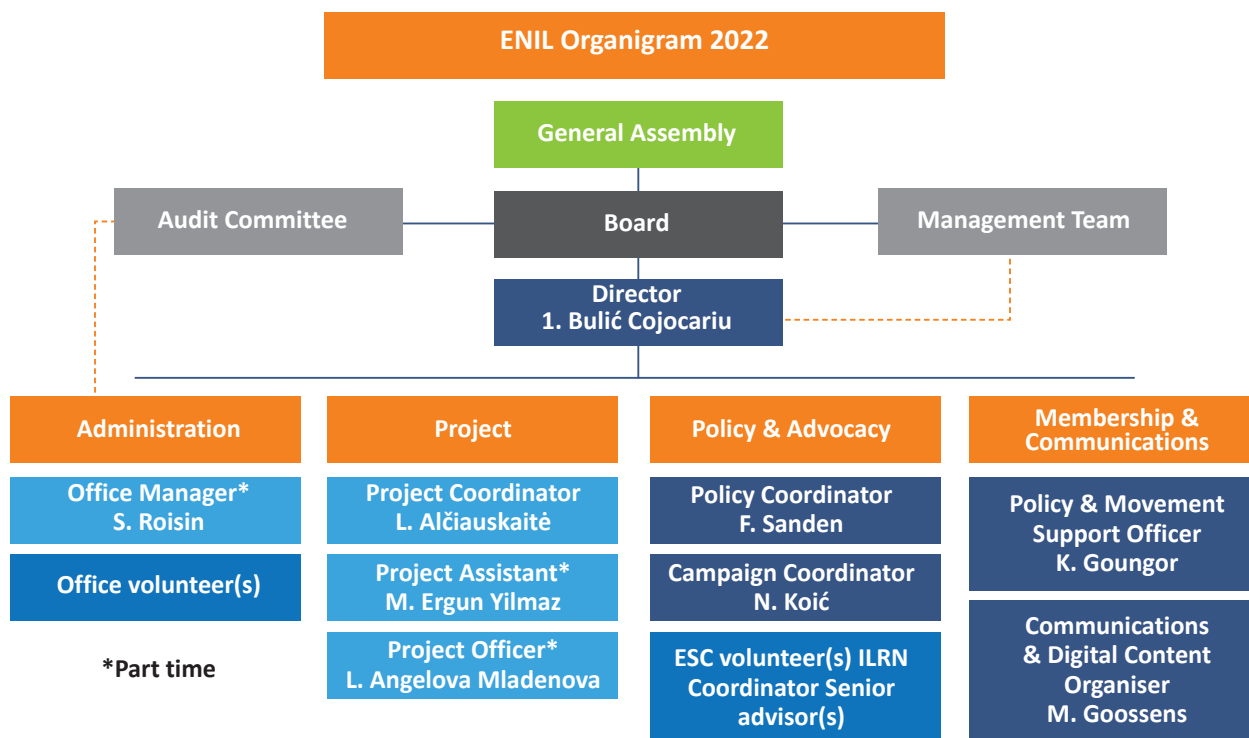 ENIL Organigram 2022
General Assembly
Audit Committee
Board
Management Team
Director
1. Bulić Cojocariu
Administration
Office Manager*
S. Roisin
Office volunteer(s)
*Part time
Project
Project Coordinator
L. Alčiauskaitė
Project Assistant*
M. Ergun Yilmaz
Project Officer*
L. Angelova Mladenova
Policy & Advocacy
Policy Coordinator
F. Sanden
Campaign Coordinator
N. Koić
ESC volunteer(s) ILRN
Coordinator Senior
advisor(s)
Membership &
Communications
Policy & Movement
Support Officer
K. Goungor
Communications
& Digital Content
Organiser
M. Goossens